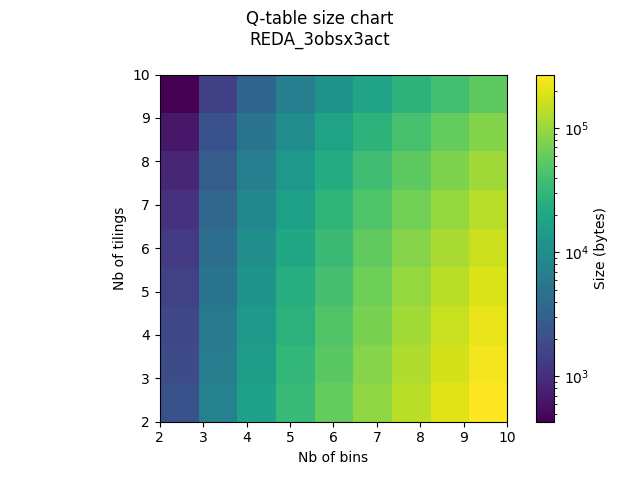 Q-table size chart
REDA_3obsx3act
10
9
8
7
6
5
4
3
2
Nb of tilings
2 3 4 5 6 7 8 9 10
Nb of bins
10^5
10^4
10^3
Size (bytes)